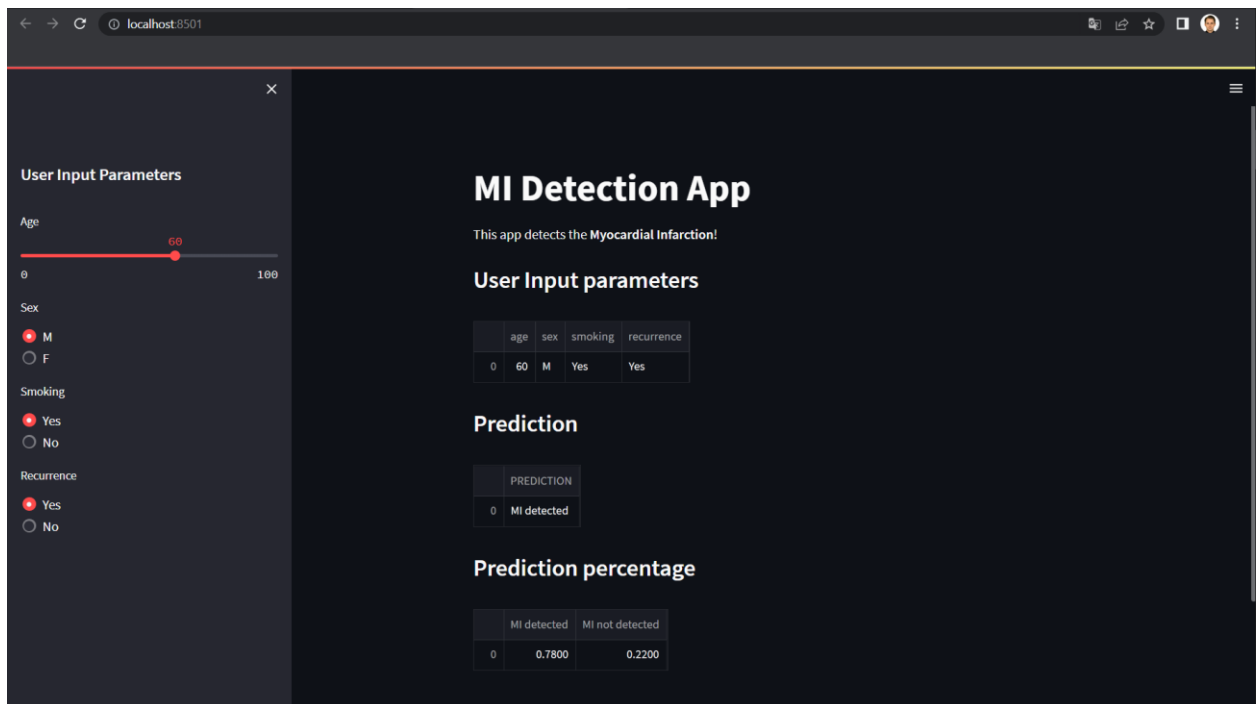 localhost:8501
User Input Parameters
Age
60
0 100
Sex
M
F
Smoking
Yes
No
Recurrence
Yes
No
MI Detection App
This app detects the Myocardial Infarction!
User Input parameters
age sex smoking recurrence
0 60 M Yes Yes
Prediction
PREDICTION
0 MI detected
Prediction percentage
MI detected MI not detected
0 0.7800 0.2200